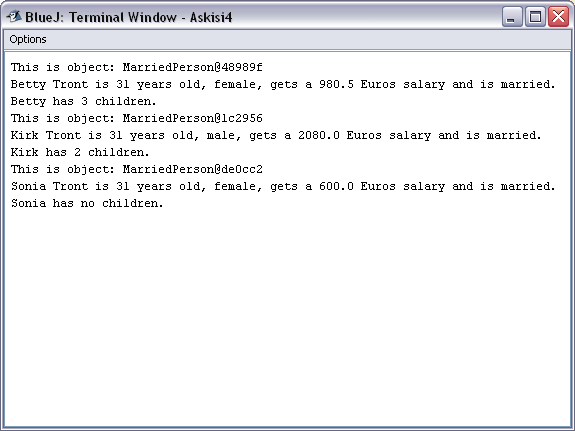 BlueJ: Terminal Window - Askisi4
Options
This is object: MarriedPerson@48989f
Betty Tront is 31 years old, female, gets a 980.5 Euros salary and is married.
Betty has 3 children.
This is object: MarriedPerson@1c2956
Kirk Tront is 31 years old, male, gets a 2080.0 Euros salary and is married.
Kirk has 2 children.
This is object: MarriedPerson@de0cc2
Sonia Tront is 31 years old, female, gets a 600.0 Euros salary and is married.
Sonia has no children.